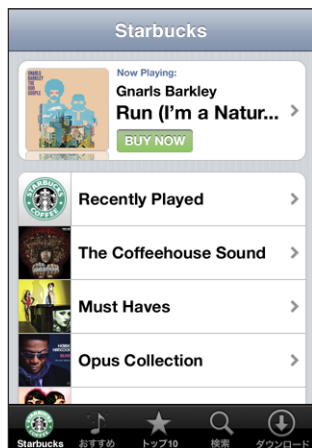 Starbucks
GNARLS
BARKLEY
THE
ODD
COUPLE
Now Playing:
Gnarls Barkley
Run (I'm a Natur...
BUY NOW
STARBUCKS
COFFEE
Recently Played
The Coffeehouse Sound
Must Haves
HERBIE
HANCOCK
Opus Collection
Starbucks
おすすめ
トップ10
検索
ダウンロード